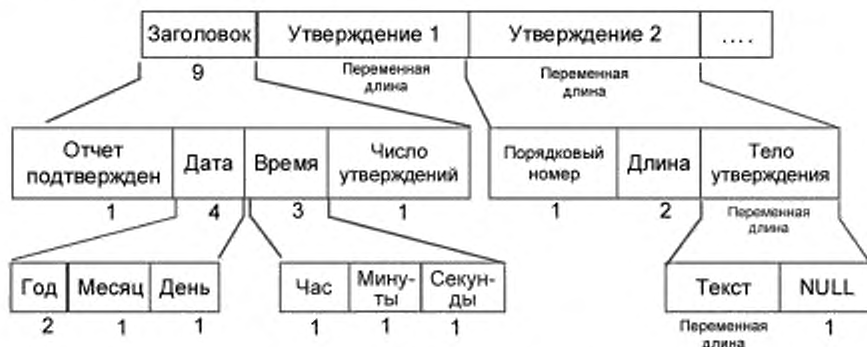 Заголовок Утверждение 1 Утверждение 2 ....
9 Переменная длина Переменная длина
Отчет подтвержден Дата Время Число утверждений Порядковый номер Длина Тело утверждения
1 4 3 1 1 2 Переменная длина
Год Месяц День Час Мину-ты Секун-ды Текст NULL
2 1 1 1 1 1 Переменная длина 1